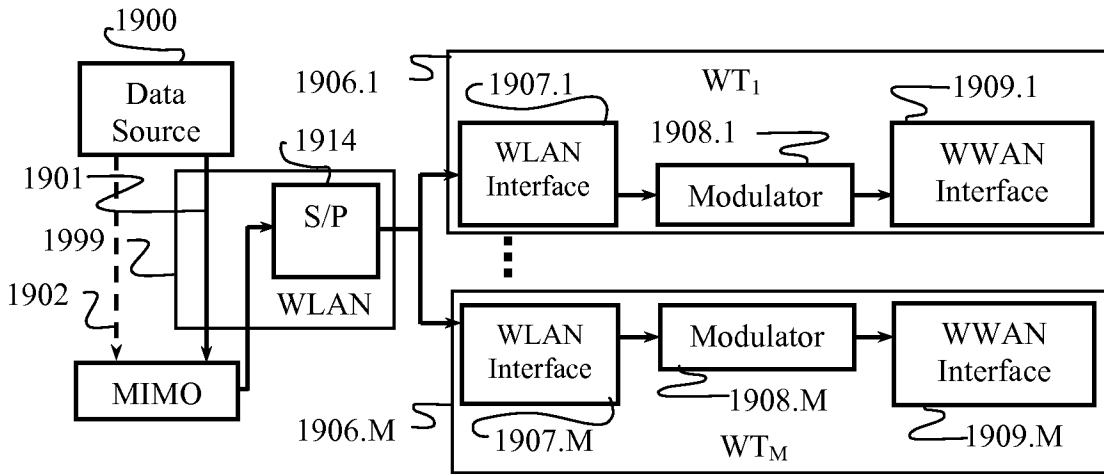 1900
Data
Source
1901
1999
1902
MIMO
1914
S/P
WLAN
1906.1
WT1
1907.1
WLAN
Interface
1908.1
Modulator
1909.1
WWAN
Interface
1906.M
WLAN
Interface
1907.M
Modulator
1908.M
WWAN
Interface
1909.M
WTM